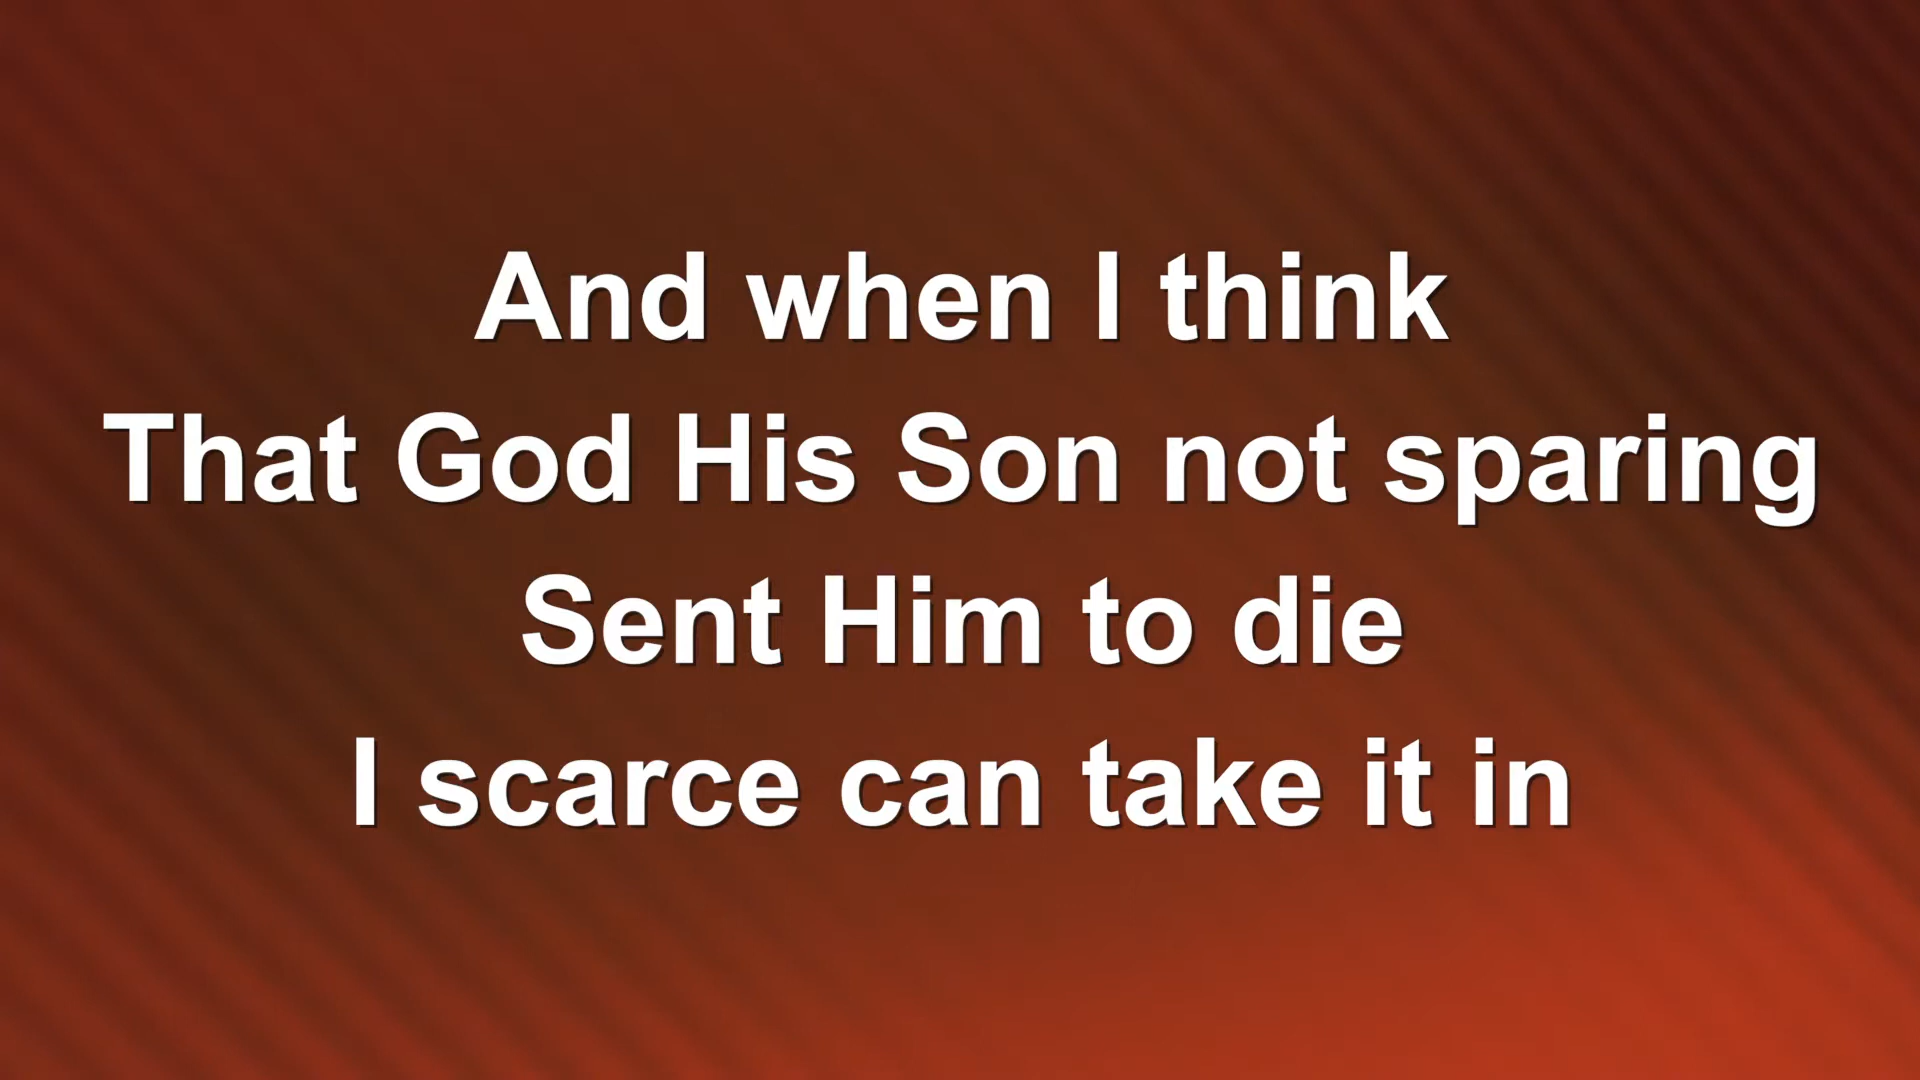 And when I think
That God His Son not sparing
Sent Him to die
I scarce can take it in